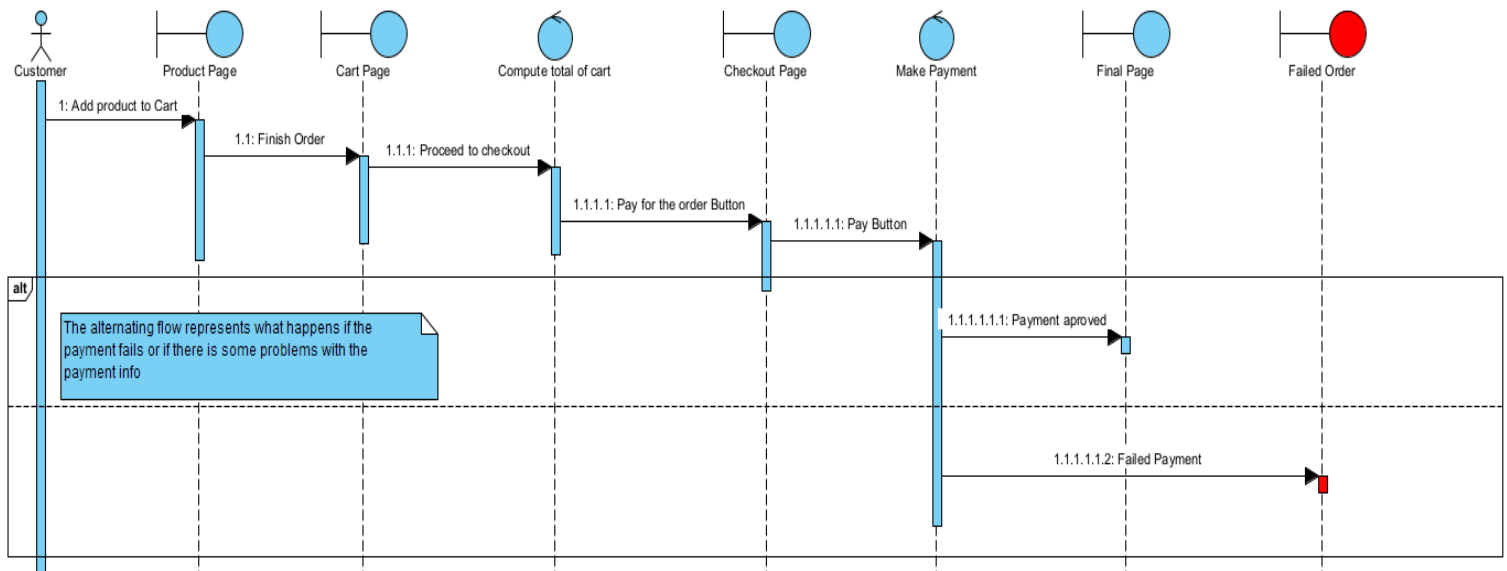 Customer
Product Page
Cart Page
Compute total of cart
Checkout Page
Make Payment
Final Page
Failed Order
1: Add product to Cart
1.1: Finish Order
1.1.1: Proceed to checkout
1.1.1.1: Pay for the order Button
1.1.1.1.1: Pay Button
alt
The alternating flow represents what happens if the
payment fails or if there is some problems with the
payment info
1.1.1.1.1.1: Payment aproved
1.1.1.1.1.2: Failed Payment